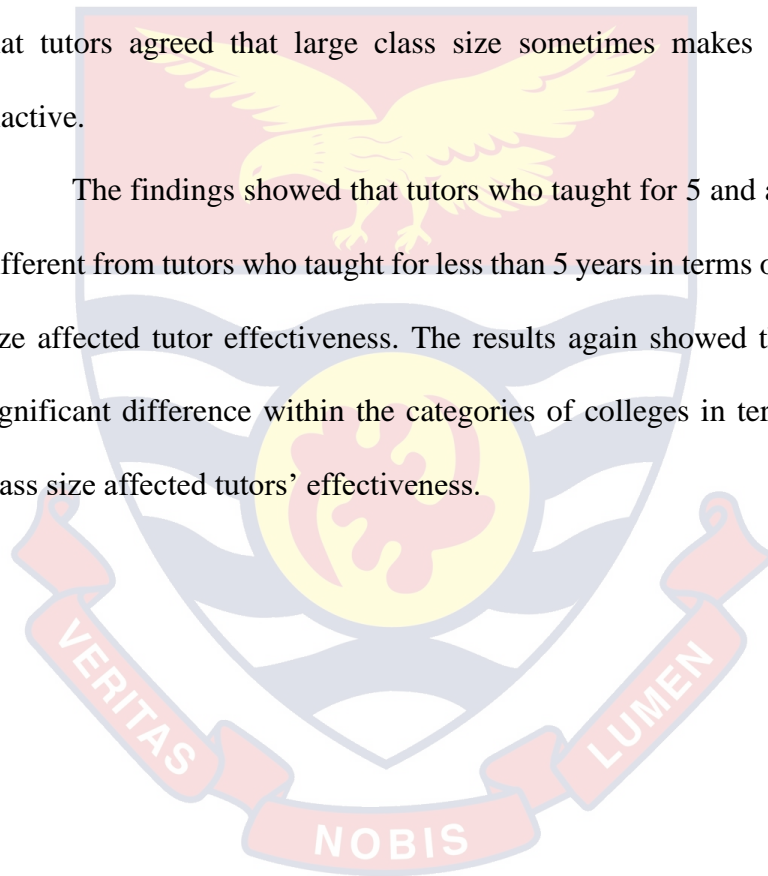 at tutors agreed that large class size sometimes makes
active.
The findings showed that tutors who taught for 5 and a
fferent from tutors who taught for less than 5 years in terms o
ze affected tutor effectiveness. The results again showed t
gnificant difference within the categories of colleges in ter
ass size affected tutors’ effectiveness.
VERITAS
NOBIS
LUMEN